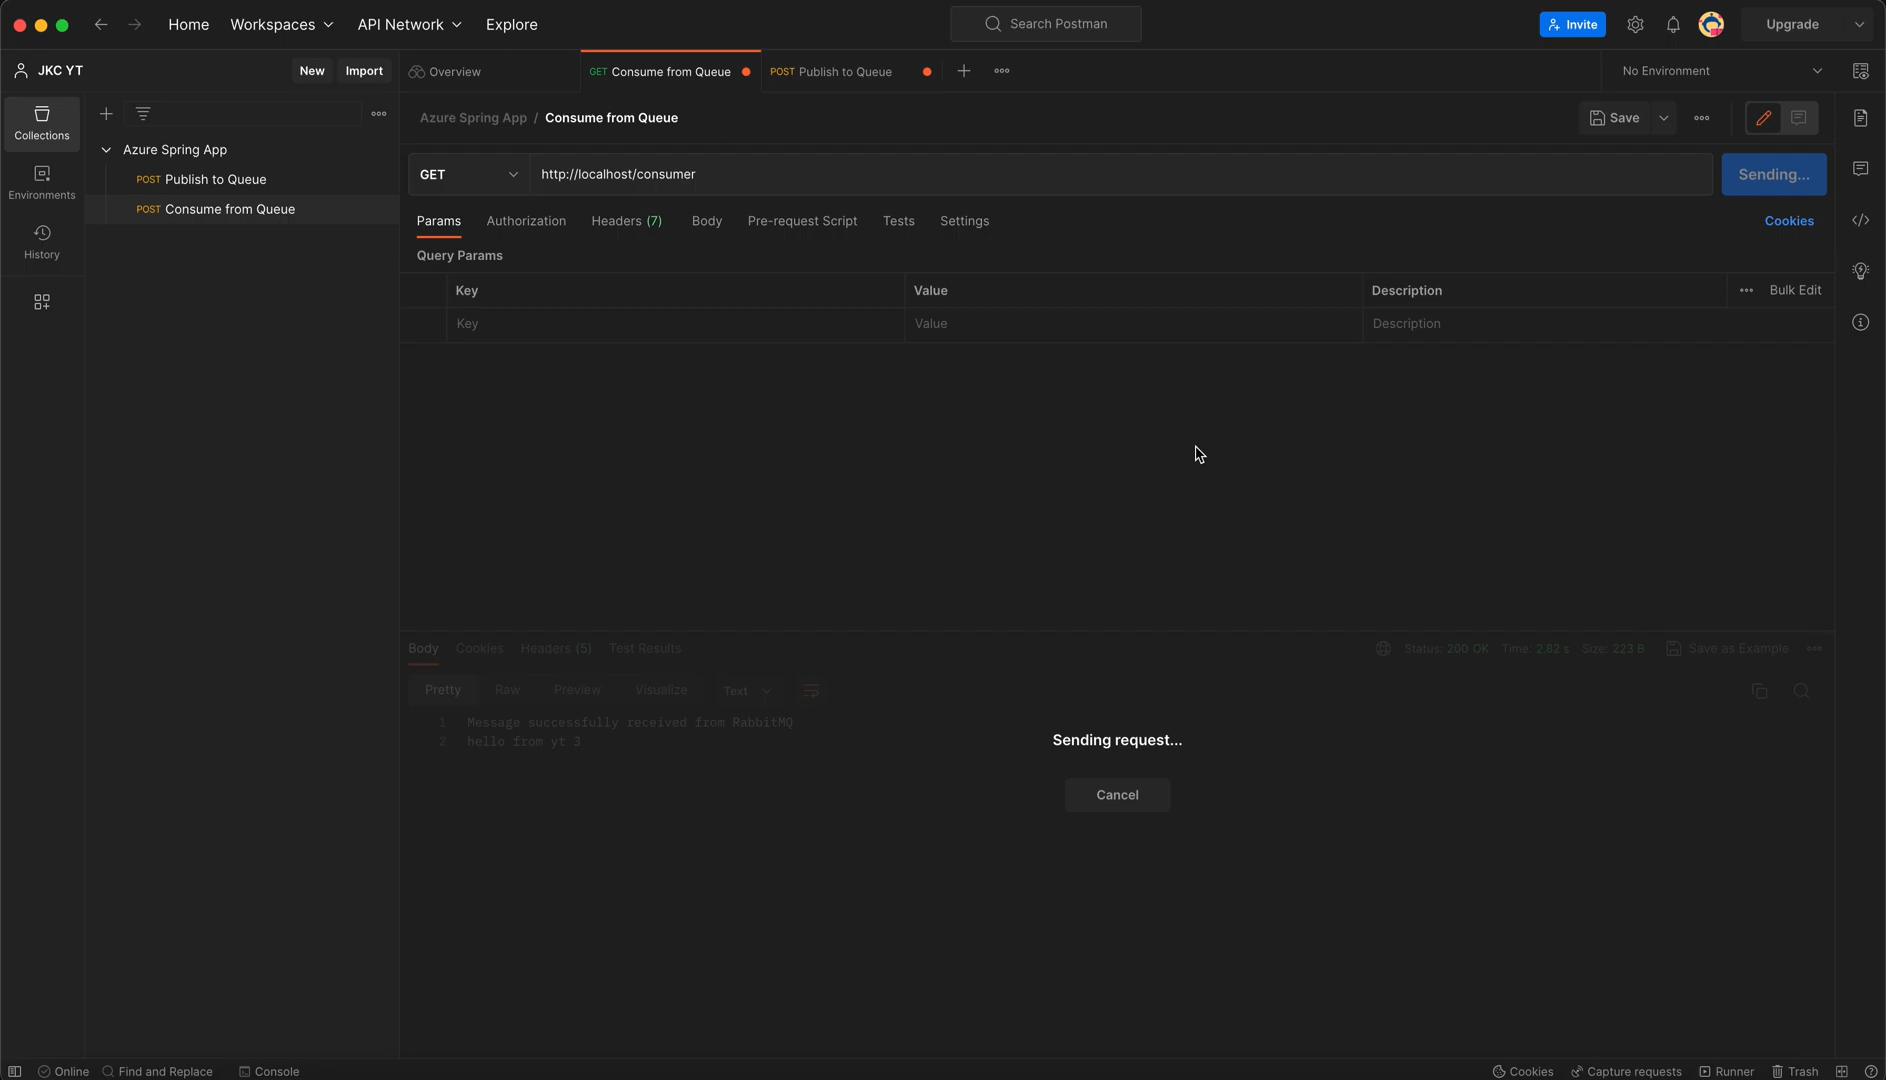 Home Workspaces API Network Explore Search Postman Invite Upgrade
JKC YT New Import Overview GET Consume from Queue POST Publish to Queue No Environment
Collections
Environments
History
Azure Spring App
POST Publish to Queue
POST Consume from Queue
Azure Spring App / Consume from Queue Save
GET http://localhost/consumer Sending...
Params Authorization Headers (7) Body Pre-request Script Tests Settings Cookies
Query Params
Key Value Description Bulk Edit
Key Value Description
Body Cookies Headers (5) Test Results Status: 200 OK Time: 2.82 s Size: 223 B Save as Example
Pretty Raw Preview Visualize Text
1 Message successfully received from RabbitMQ
2 hello from yt 3
Sending request...
Cancel
Online Find and Replace Console Cookies Capture requests Runner Trash